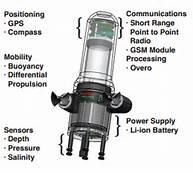 Positioning
· GPS
· Compass
Communications
· Short Range
Point to Point
Radio
· GSM Module
Processing
· Overo
Mobility
· Buoyancy
· Differential
Propulsion
Sensors
· Depth
· Pressure
· Salinity
Power Supply
· Li-ion Battery